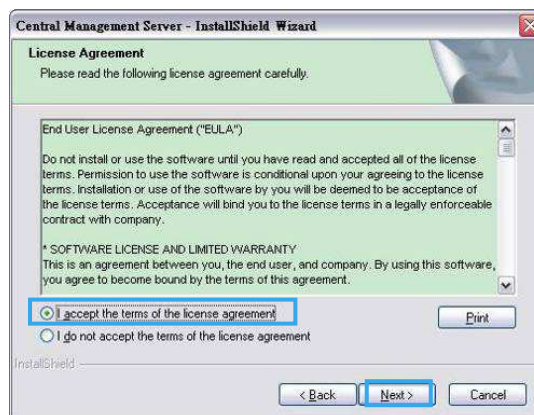 Central Management Server - InstallShield Wizard
License Agreement
Please read the following license agreement carefully.
End User License Agreement ("EULA")
Do not install or use the software until you have read and accepted all of the license
terms. Permission to use the software is conditional upon your agreeing to the license
terms. Installation or use of the software by you will be deemed to be acceptance of
the license terms. Acceptance will bind you to the license terms in a legally enforceable
contract with company.
* SOFTWARE LICENSE AND LIMITED WARRANTY
This is an agreement between you, the end user, and company. By using this software,
you agree to become bound by the terms of this agreement.
I accept the terms of the license agreement
Print
I do not accept the terms of the license agreement
InstallShield
< Back
Next >
Cancel